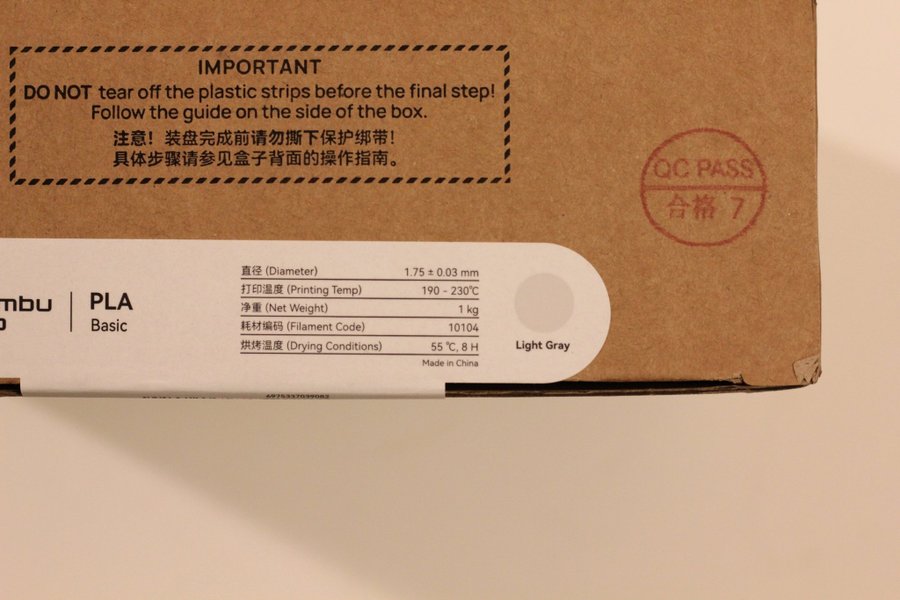 IMPORTANT
DO NOT tear off the plastic strips before the final step!
Follow the guide on the side of the box.
注意！装盘完成前请勿撕下保护绑带！
具体步骤请参见盒子背面的操作指南。
QC PASS
合格 7
mbu
PLA
Basic
直径 (Diameter) 1.75 ± 0.03 mm
打印温度 (Printing Temp) 190 - 230℃
净重 (Net Weight) 1 kg
耗材编码 (Filament Code) 10104
烘烤温度 (Drying Conditions) 55 ℃, 8 H
Made in China
Light Gray
6975337039082